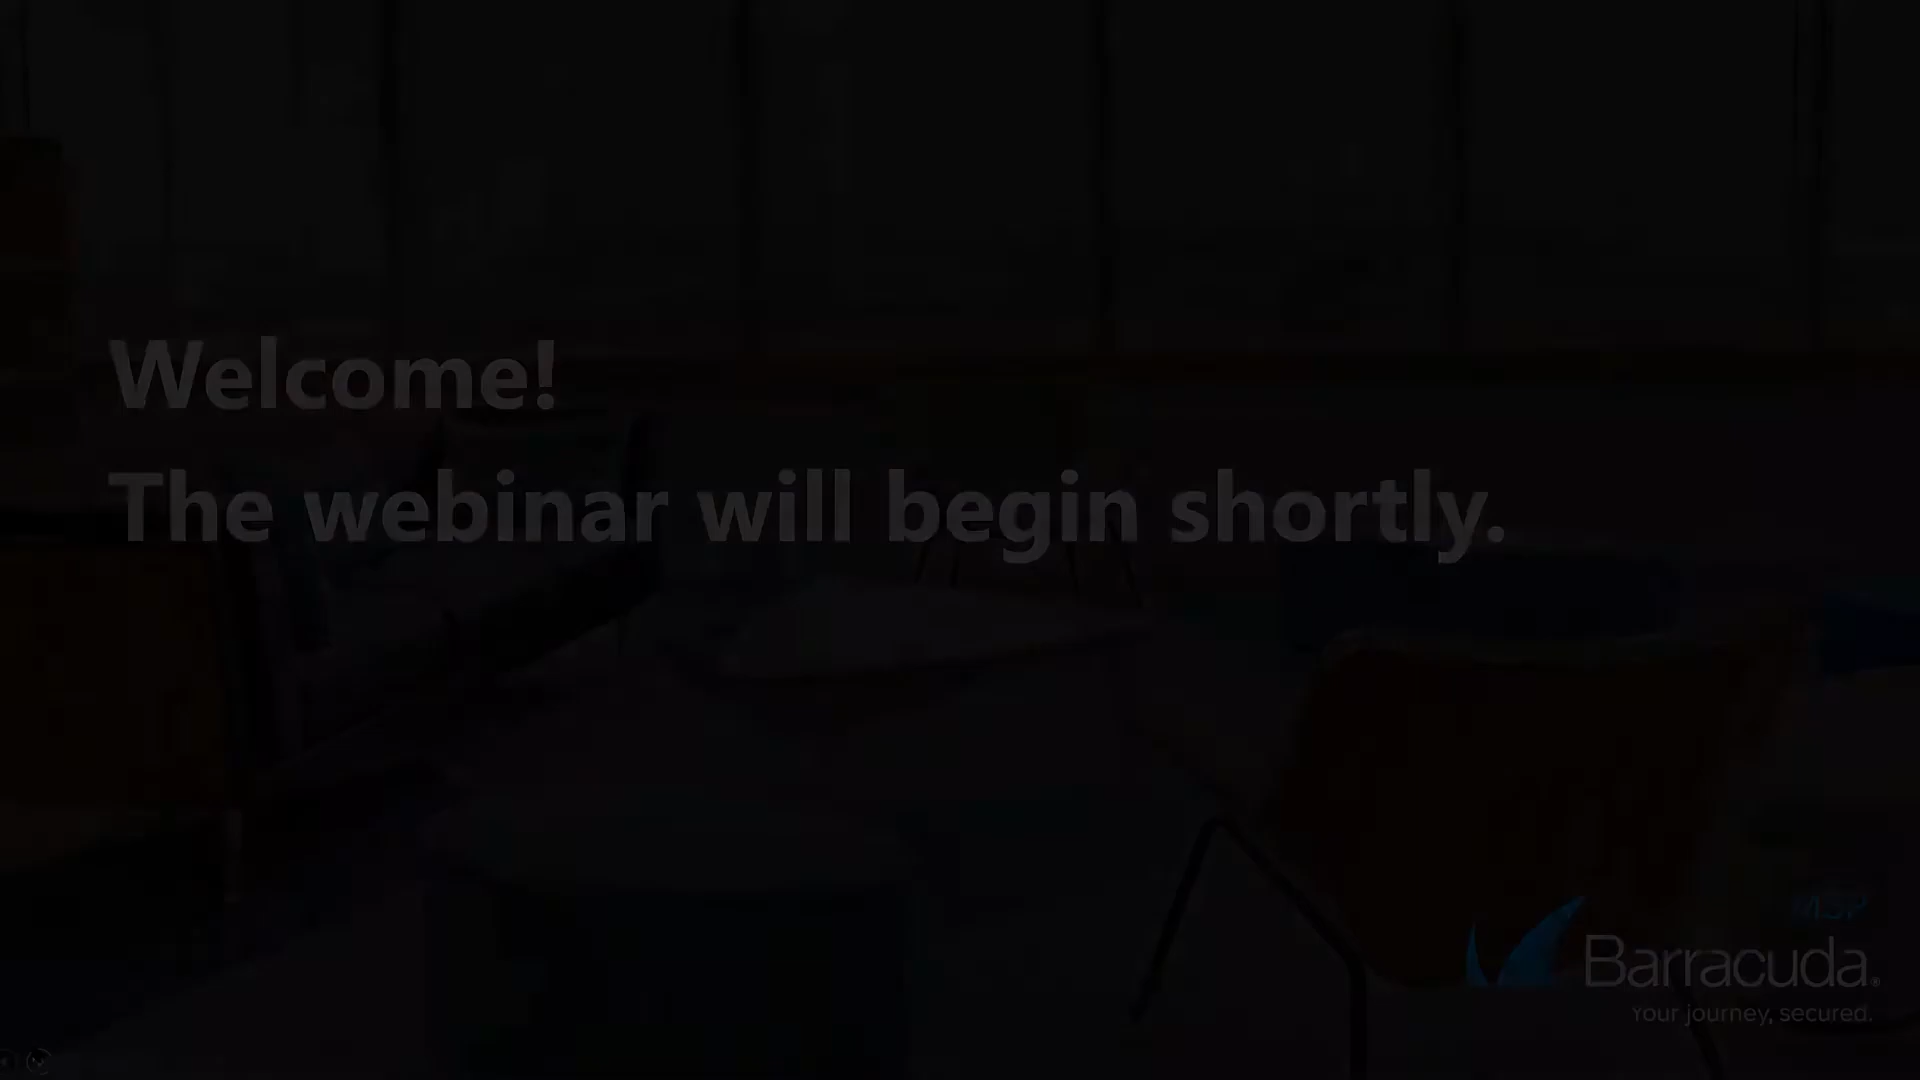 Welcome!
The webinar will begin shortly.
MSP
Barracuda®
Your journey, secured.